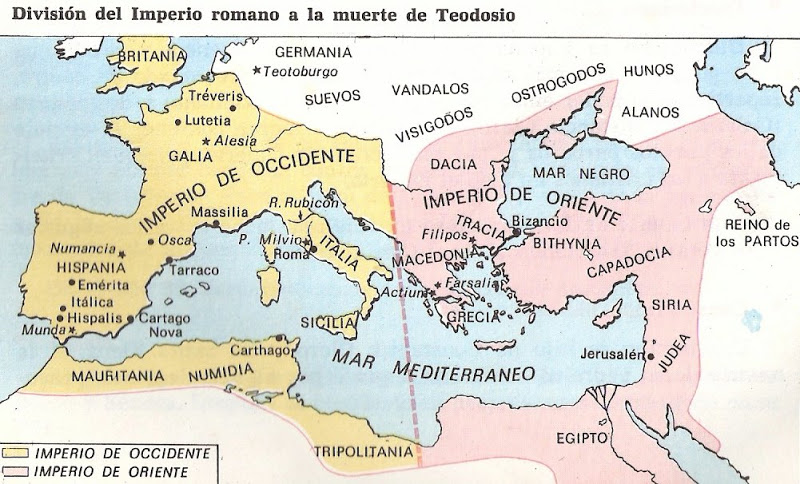 División del Imperio romano a la muerte de Teodosio
BRITANIA
GERMANIA
Teotoburgo
SUEVOS
VANDALOS
VISIGODOS
OSTROGODOS
HUNOS
ALANOS
Tréveris
Lutetia
Alesia
GALIA
IMPERIO DE OCCIDENTE
DACIA
MAR NEGRO
IMPERIO DE ORIENTE
R. Rubicón
Massilia
P. Milvio
Roma
ITALIA
TRACIA
Bizancio
Filipos
BITHYNIA
MACEDONIA
CAPADOCIA
REINO de
los PARTOS
Numancia
Osca
HISPANIA
Tarraco
Emérita
Itálica
Hispalis
Cartago
Nova
Munda
Actium
Farsalia
GRECIA
SICILIA
SIRIA
JUDEA
Jerusalén
Carthago
MAR MEDITERRANEO
MAURITANIA
NUMIDIA
TRIPOLITANIA
EGIPTO
IMPERIO DE OCCIDENTE
IMPERIO DE ORIENTE